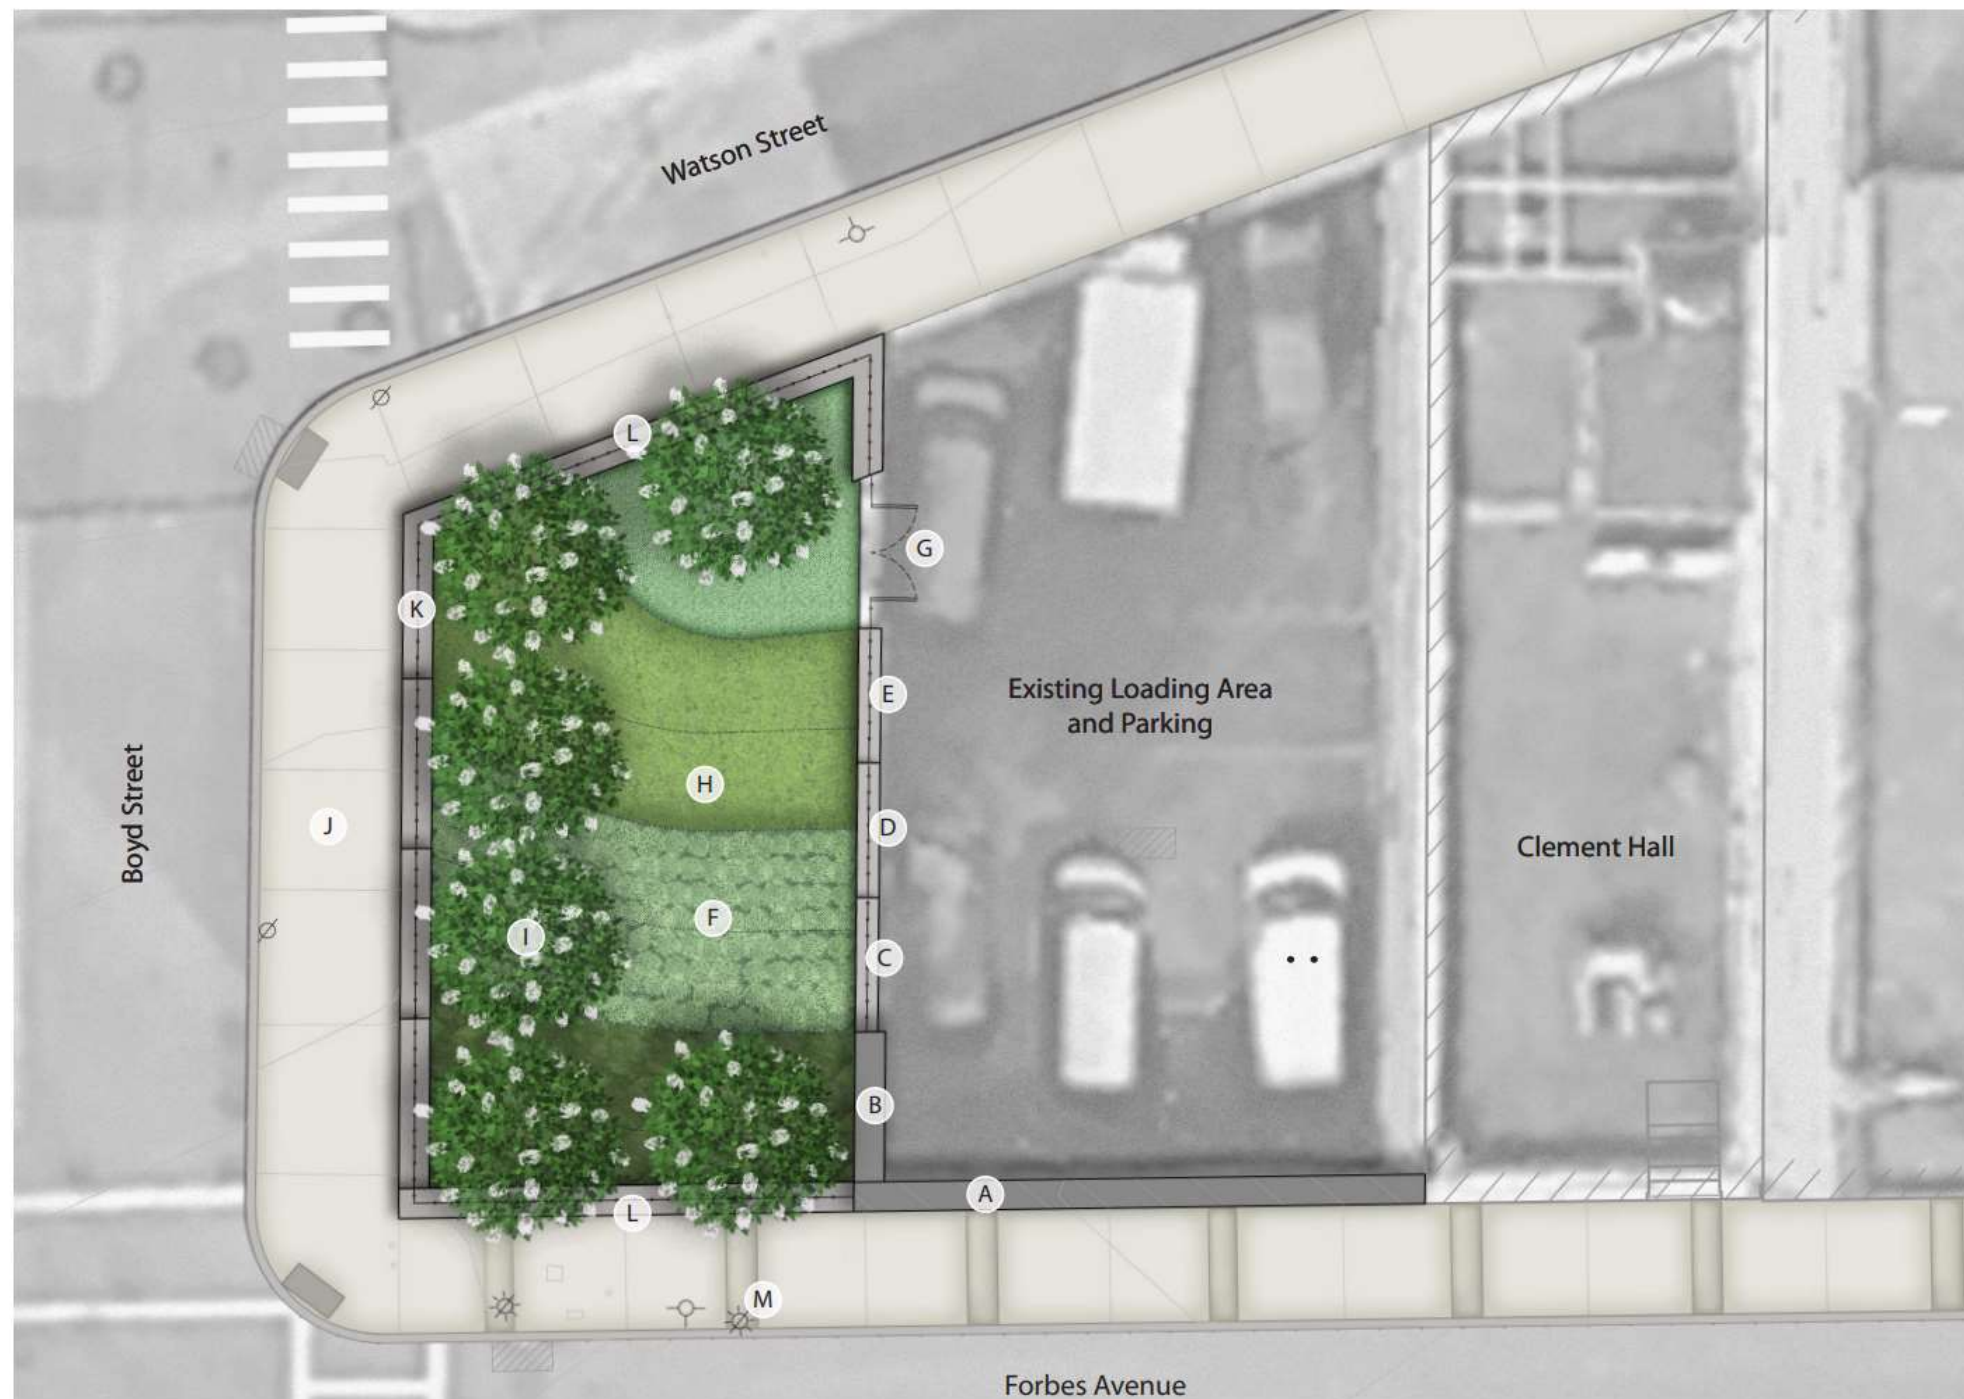 Watson Street
L
G
K
E
Existing Loading Area
and Parking
H
D
J
Boyd Street
Clement Hall
F
I
C
B
A
L
M
Forbes Avenue